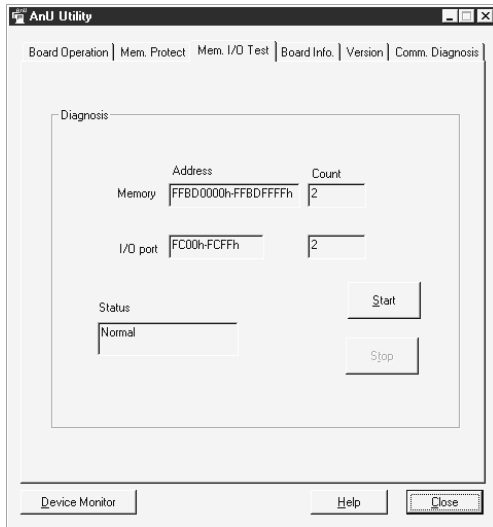 AnU Utility
Board Operation Mem. Protect Mem. I/O Test Board Info. Version Comm. Diagnosis
Diagnosis
Address Count
Memory FFBD0000h-FFBDFFFFh 2
I/O port FC00h-FCFFh 2
Start
Status
Normal
Stop
Device Monitor Help Close